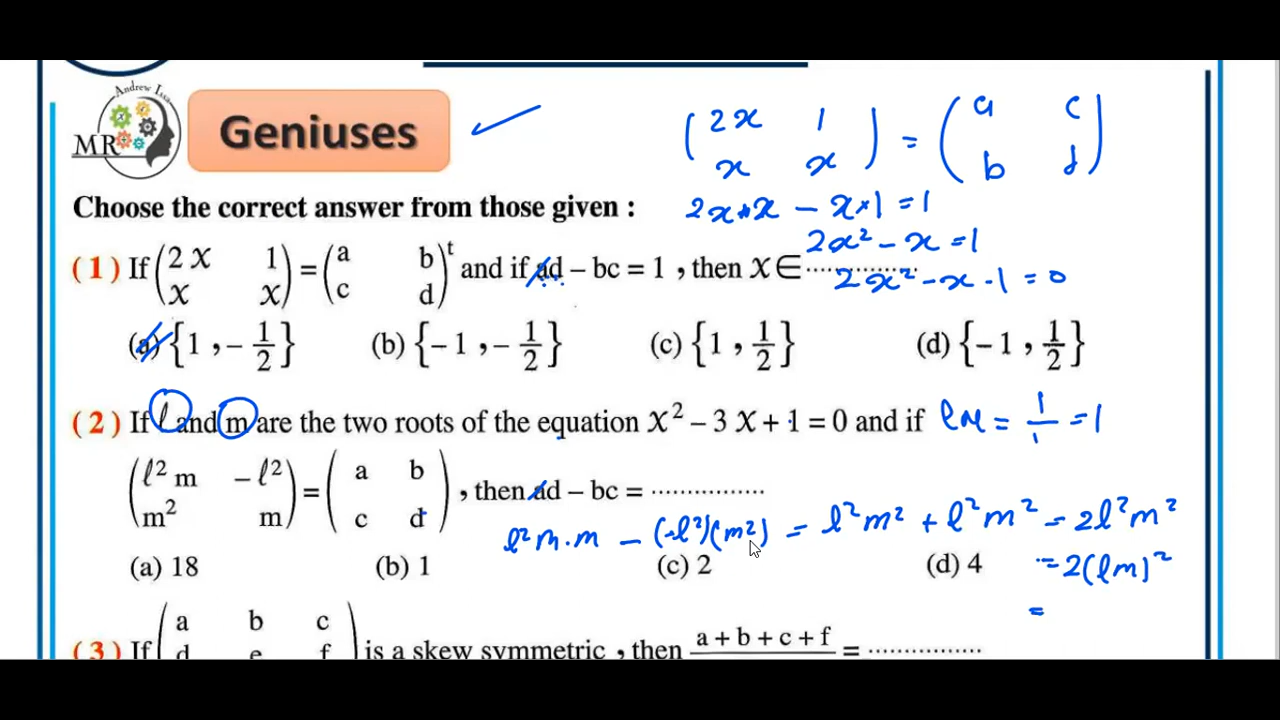 Andrew Issa
MR
Geniuses
( 2x 1 ) = ( a c )
( x x ) ( b d )
Choose the correct answer from those given :
2x*x - x*1 = 1
2x² - x = 1
( 1 ) If ( 2 X 1 ) = ( a b )ᵗ and if ad – bc = 1 , then X ∈ ..................
( X X ) ( c d )
2x² - x - 1 = 0
(a) {1 , – 1/2} (b) {– 1 , – 1/2} (c) {1 , 1/2} (d) {– 1 , 1/2}
( 2 ) If ℓ and m are the two roots of the equation X² – 3 X + 1 = 0 and if
ℓm = 1/1 = 1
( ℓ² m – ℓ² ) = ( a b ) , then ad – bc = ................
( m² m ) ( c d )
ℓ²m.m - (-ℓ²)(m²) = ℓ²m² + ℓ²m² = 2ℓ²m²
(a) 18 (b) 1 (c) 2 (d) 4
= 2(ℓm)²
=
( 3 ) If ( a b c ) is a skew symmetric , then a + b + c + f = ................
d e f